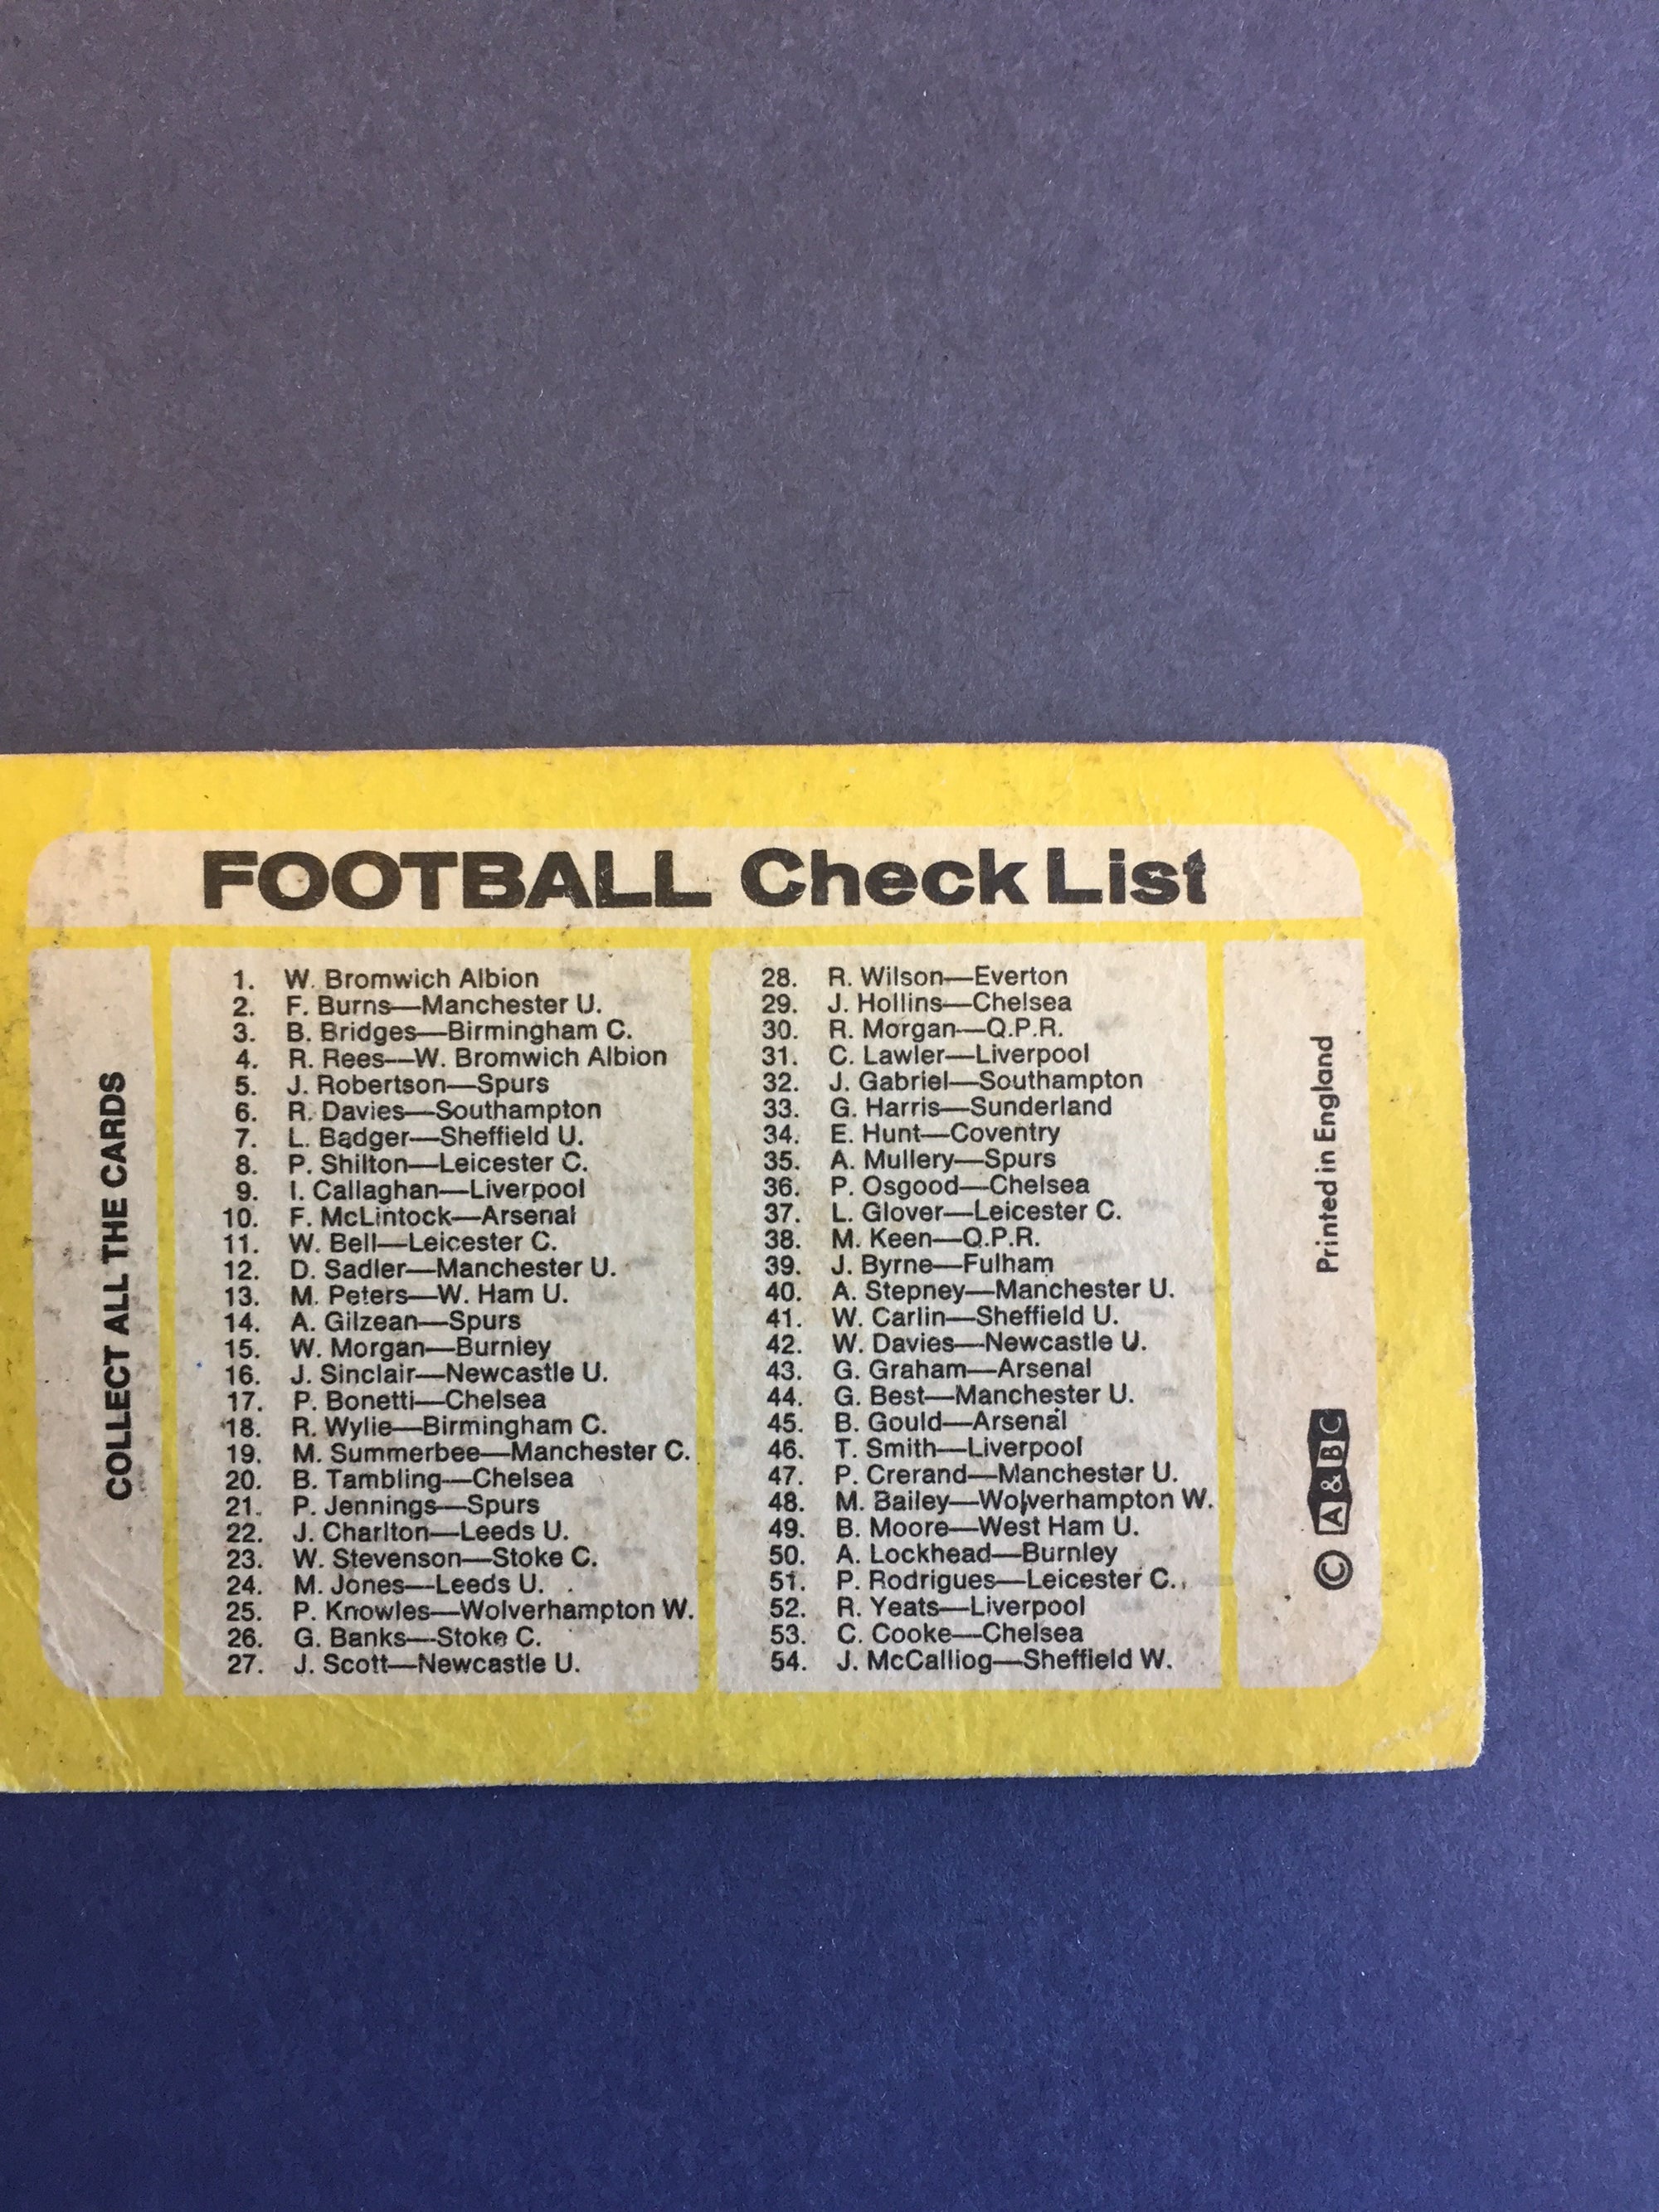 FOOTBALL Check List
COLLECT ALL THE CARDS
1. W. Bromwich Albion
2. F. Burns—Manchester U.
3. B. Bridges—Birmingham C.
4. R. Rees—W. Bromwich Albion
5. J. Robertson—Spurs
6. R. Davies—Southampton
7. L. Badger—Sheffield U.
8. P. Shilton—Leicester C.
9. I. Callaghan—Liverpool
10. F. McLintock—Arsenal
11. W. Bell—Leicester C.
12. D. Sadler—Manchester U.
13. M. Peters—W. Ham U.
14. A. Gilzean—Spurs
15. W. Morgan—Burnley
16. J. Sinclair—Newcastle U.
17. P. Bonetti—Chelsea
18. R. Wylie—Birmingham C.
19. M. Summerbee—Manchester C.
20. B. Tambling—Chelsea
21. P. Jennings—Spurs
22. J. Charlton—Leeds U.
23. W. Stevenson—Stoke C.
24. M. Jones—Leeds U.
25. P. Knowles—Wolverhampton W.
26. G. Banks—Stoke C.
27. J. Scott—Newcastle U.
28. R. Wilson—Everton
29. J. Hollins—Chelsea
30. R. Morgan—Q.P.R.
31. C. Lawler—Liverpool
32. J. Gabriel—Southampton
33. G. Harris—Sunderland
34. E. Hunt—Coventry
35. A. Mullery—Spurs
36. P. Osgood—Chelsea
37. L. Glover—Leicester C.
38. M. Keen—Q.P.R.
39. J. Byrne—Fulham
40. A. Stepney—Manchester U.
41. W. Carlin—Sheffield U.
42. W. Davies—Newcastle U.
43. G. Graham—Arsenal
44. G. Best—Manchester U.
45. B. Gould—Arsenal
46. T. Smith—Liverpool
47. P. Crerand—Manchester U.
48. M. Bailey—Wolverhampton W.
49. B. Moore—West Ham U.
50. A. Lockhead—Burnley
51. P. Rodrigues—Leicester C.
52. R. Yeats—Liverpool
53. C. Cooke—Chelsea
54. J. McCalliog—Sheffield W.
© A&BC Printed in England